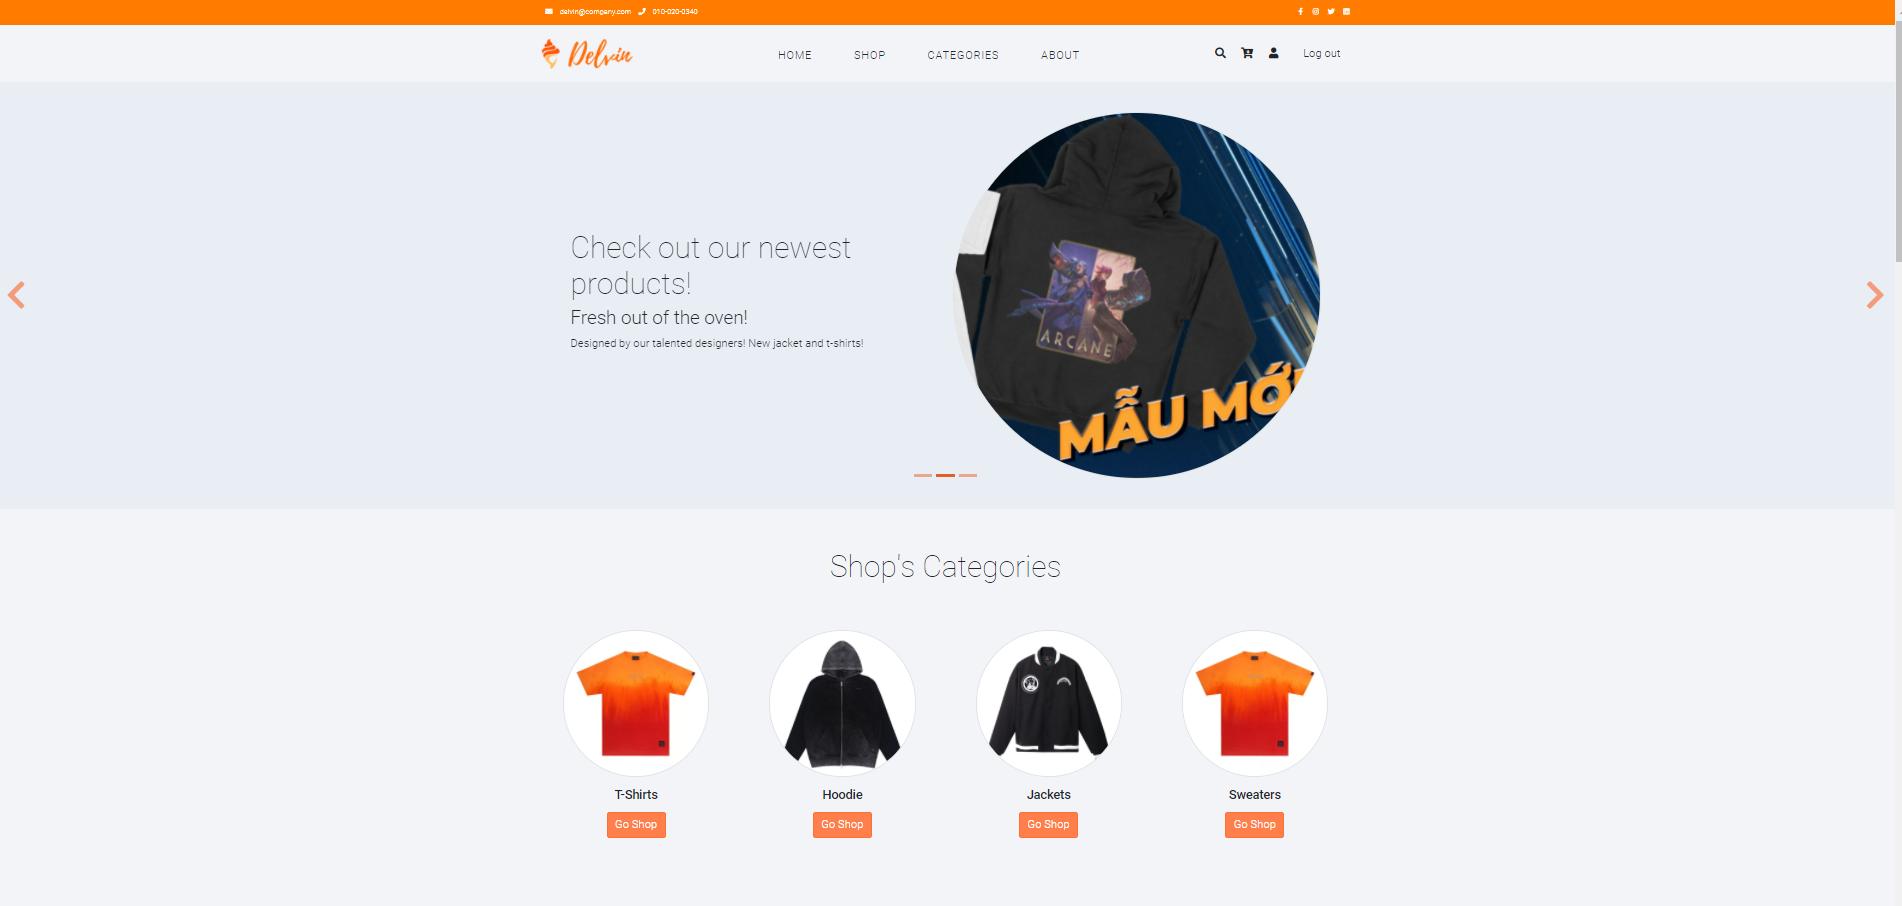 delvin@company.com 010-020-0340
Delvin
HOME SHOP CATEGORIES ABOUT
Log out
Check out our newest
products!
Fresh out of the oven!
Designed by our talented designers! New jacket and t-shirts!
ARCANE
MẪU MỚI
Shop's Categories
T-Shirts
Hoodie
Jackets
Sweaters
Go Shop
Go Shop
Go Shop
Go Shop